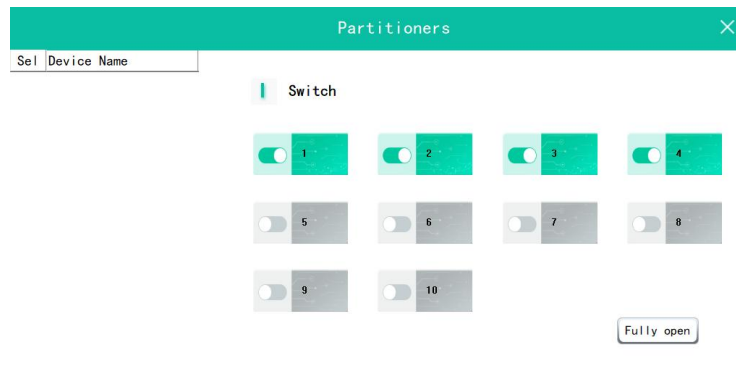 Partitioners
Sel Device Name
Switch
1 2 3 4
5 6 7 8
9 10
Fully open